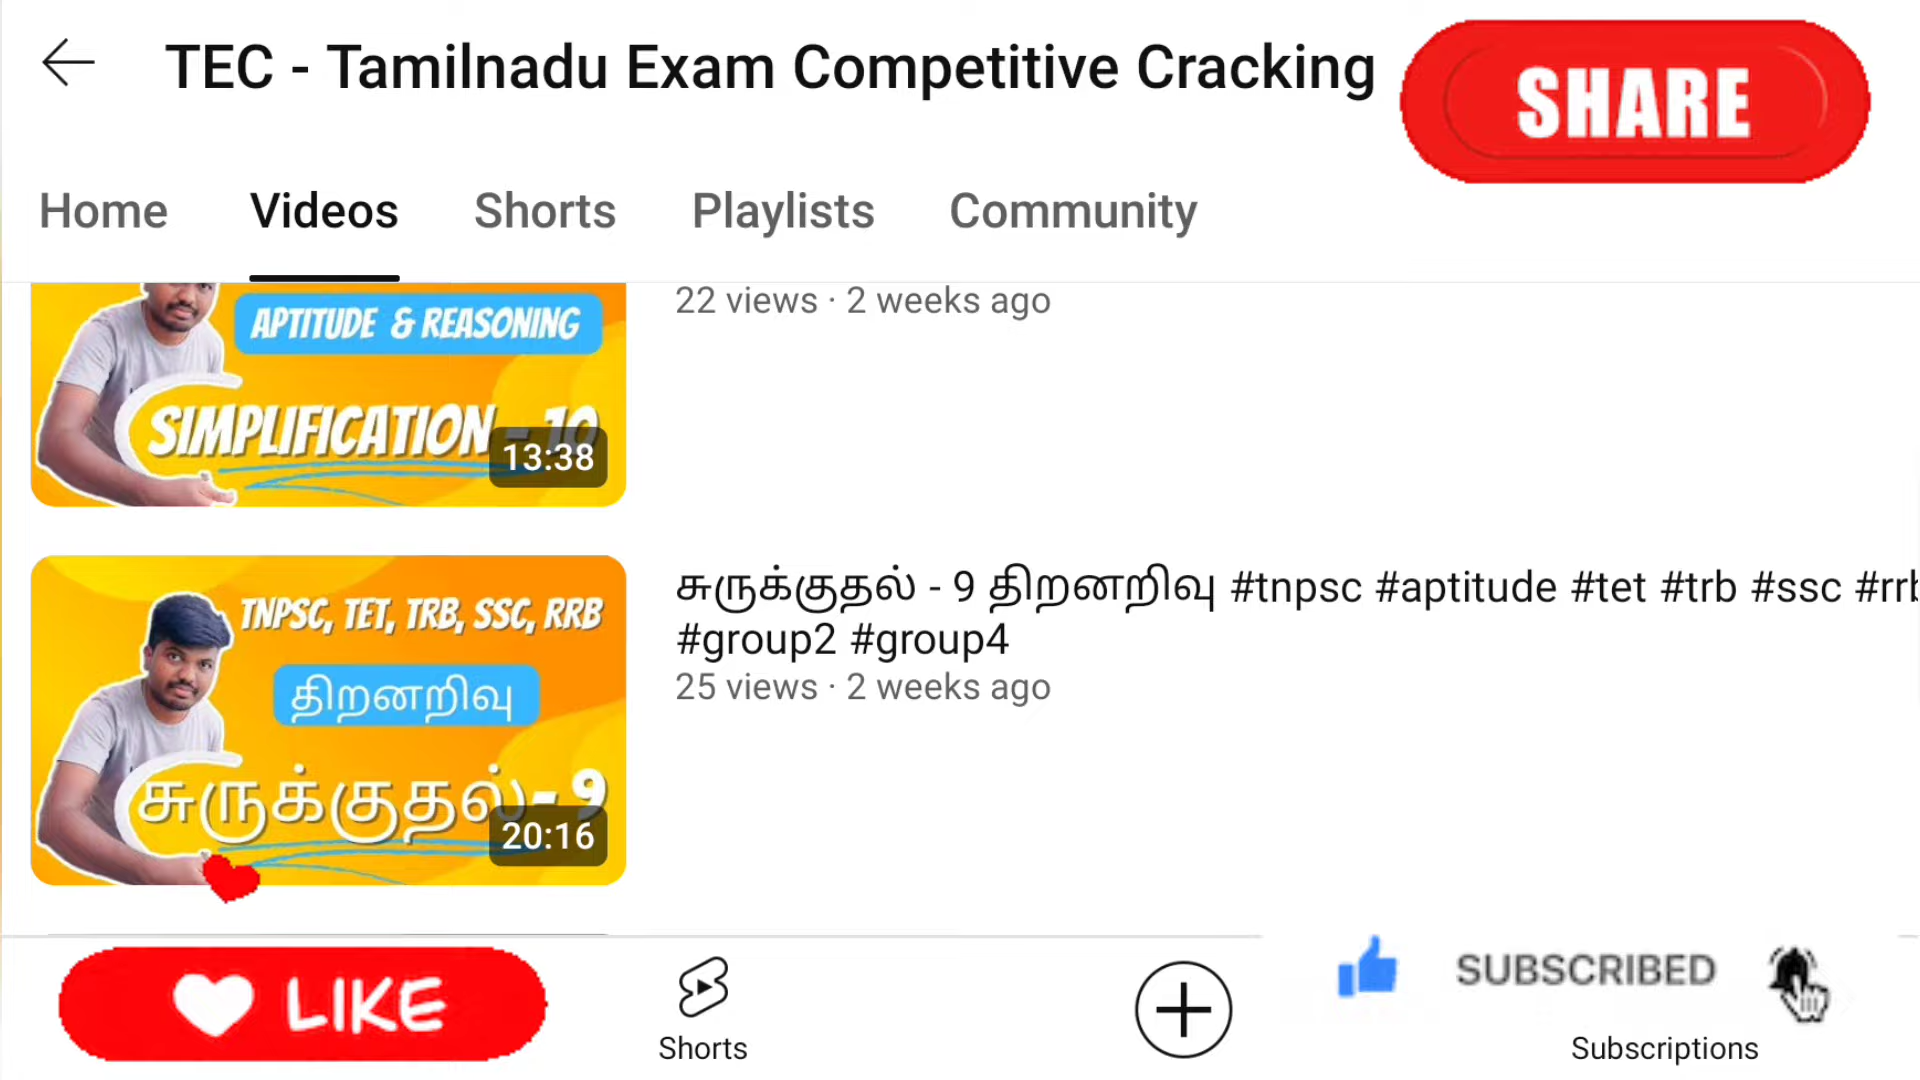 TEC - Tamilnadu Exam Competitive Cracking
SHARE
Home Videos Shorts Playlists Community
APTITUDE & REASONING
SIMPLIFICATION - 10
13:38
22 views · 2 weeks ago
TNPSC, TET, TRB, SSC, RRB
திறனறிவு
சுருக்குதல் - 9
20:16
சுருக்குதல் - 9 திறனறிவு #tnpsc #aptitude #tet #trb #ssc
#group2 #group4
25 views · 2 weeks ago
LIKE
Shorts
SUBSCRIBED
Subscriptions